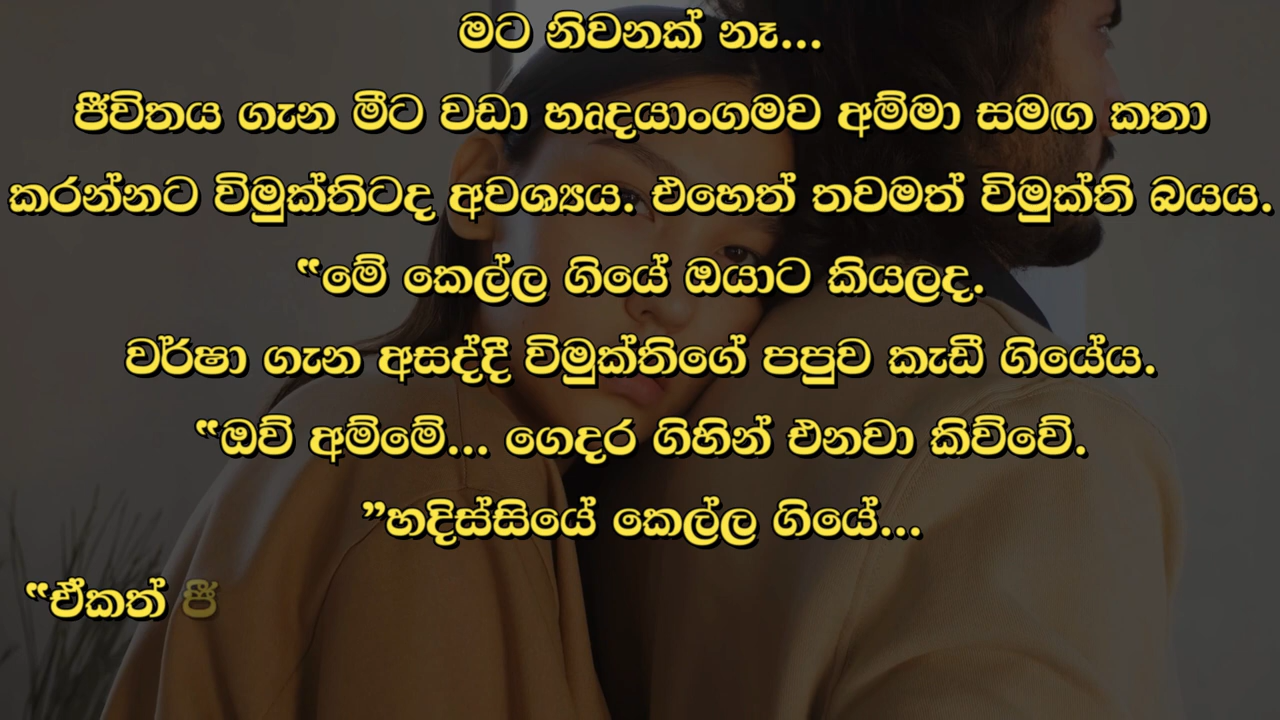 මට නිවනක් නෑ...
ජීවිතය ගැන මීට වඩා හෘදයාංගමව අම්මා සමඟ කතා
කරන්නට විමුක්තිටද අවශ්‍යය. එහෙත් තවමත් විමුක්ති බයය.
“මේ කෙල්ල ගියේ ඔයාට කියලද.
වර්ෂා ගැන අසද්දී විමුක්තිගේ පපුව කැඩී ගියේය.
“ඔව් අම්මේ... ගෙදර ගිහින් එනවා කිව්වේ.
”හදිස්සියේ කෙල්ල ගියේ...
“ඒකත් ජී